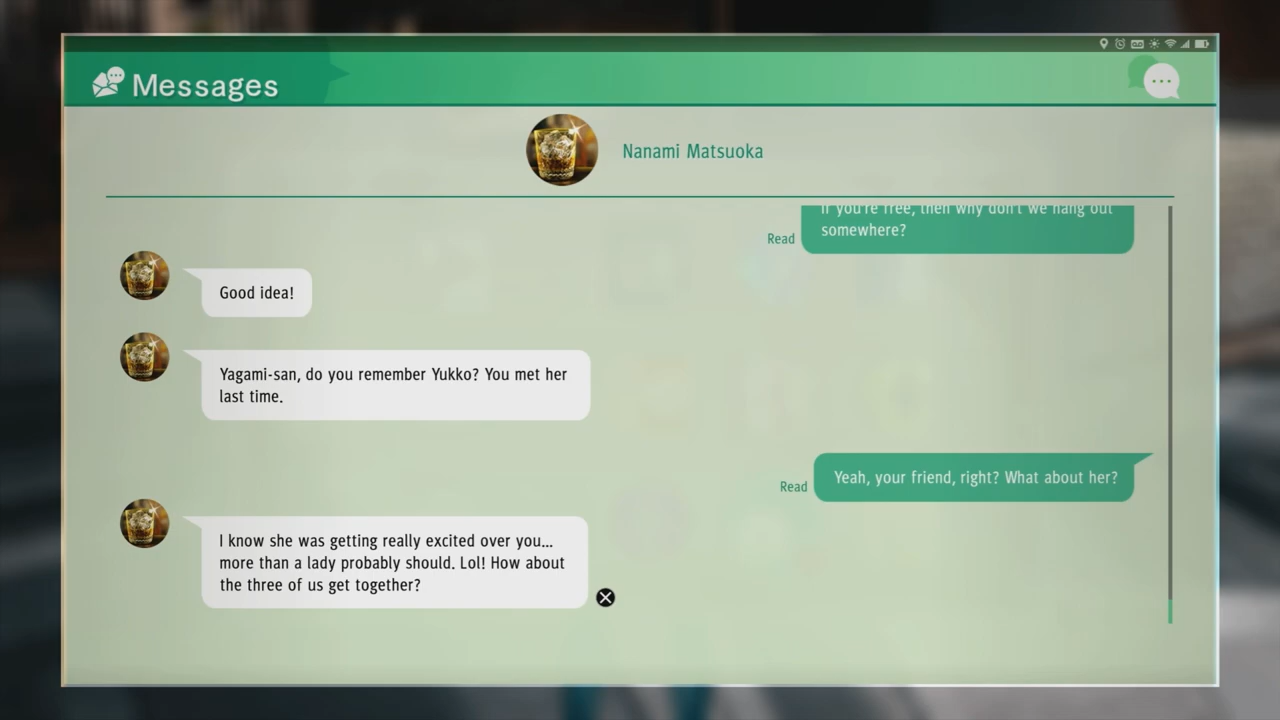 Messages
Nanami Matsuoka
If you're free, then why don't we hang out
somewhere?
Read
Good idea!
Yagami-san, do you remember Yukko? You met her
last time.
Yeah, your friend, right? What about her?
Read
I know she was getting really excited over you...
more than a lady probably should. Lol! How about
the three of us get together?